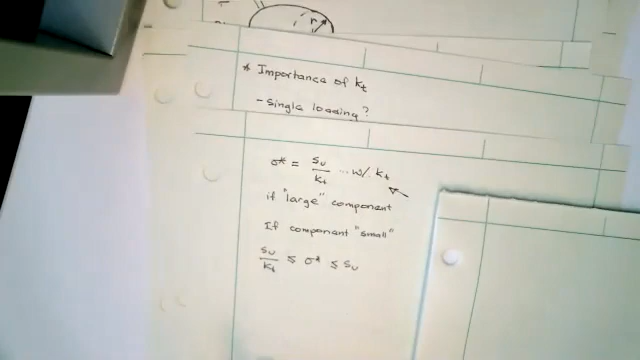 r
* Importance of Kt
- Single loading?
σ* = Su/Kt ... w/. Kt
if "large" component
If component "small"
Su/Kt ≤ σ* ≤ Su